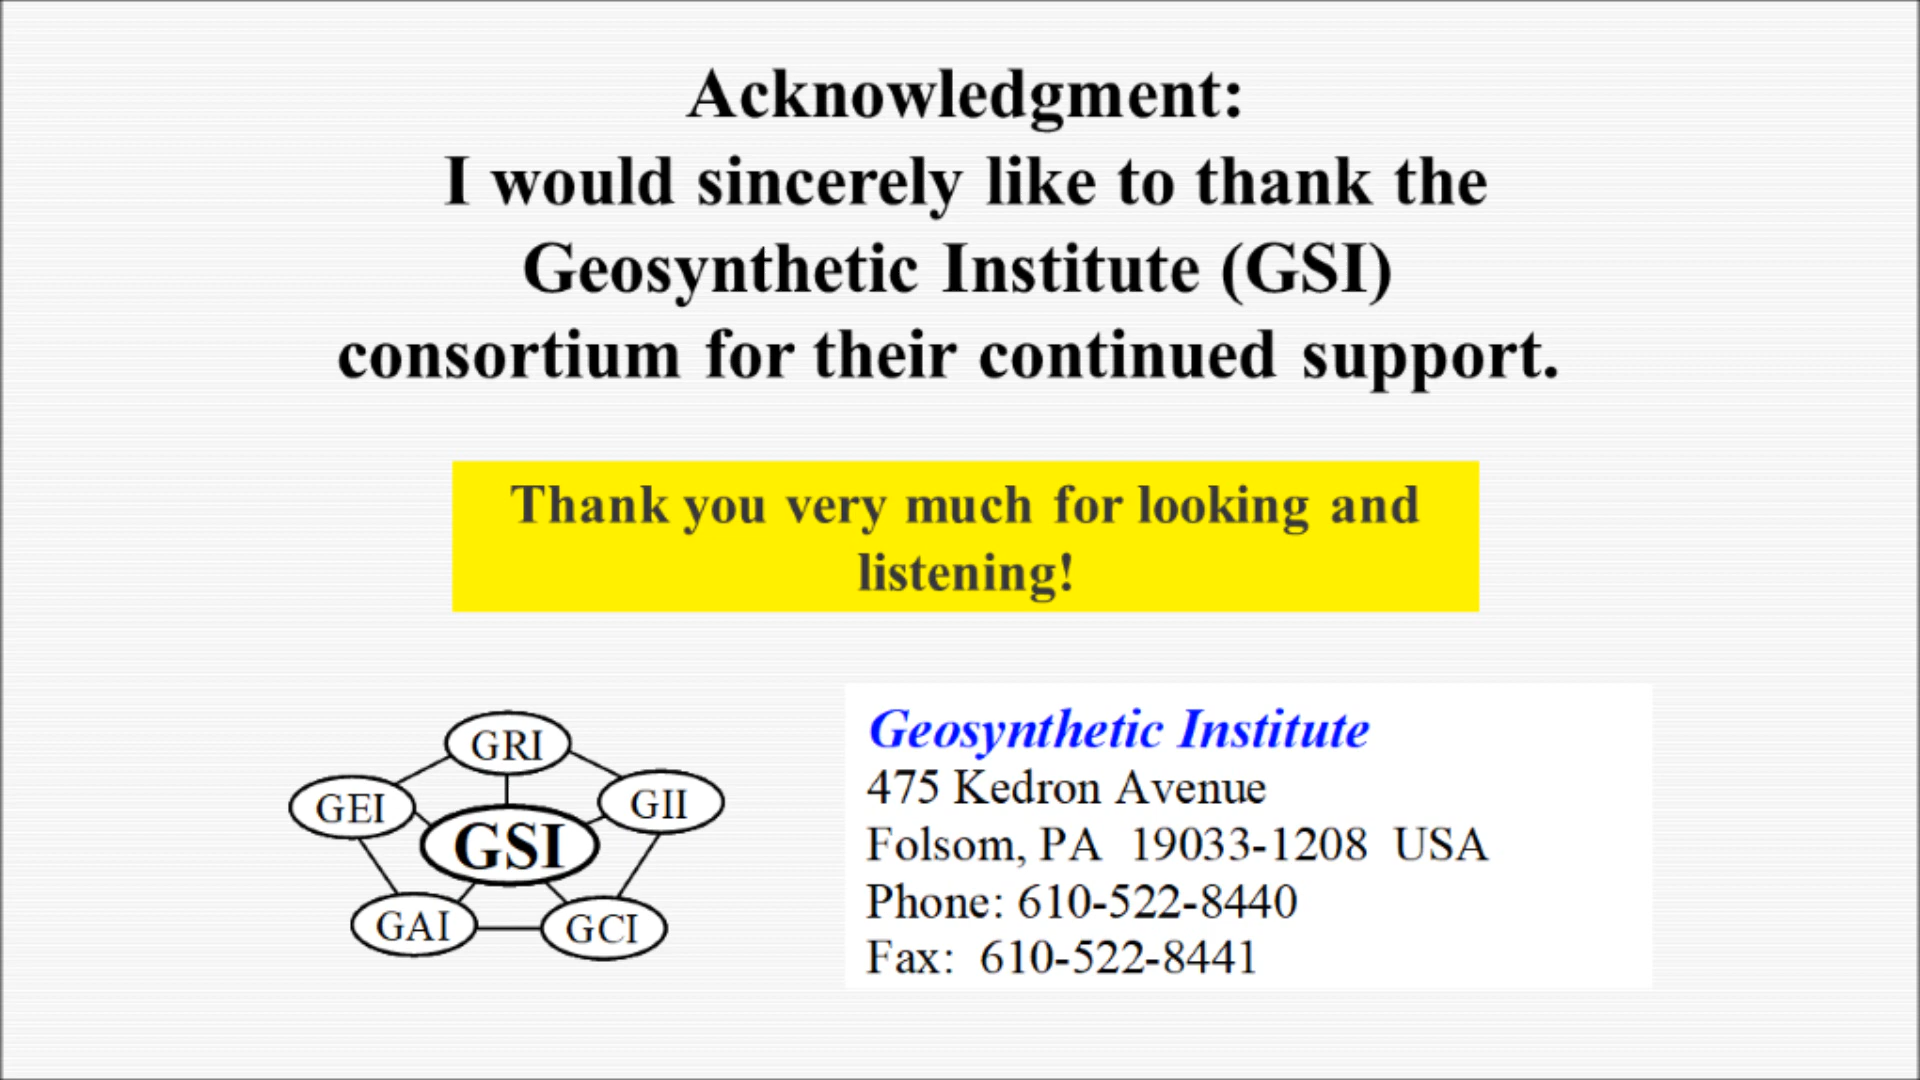 Acknowledgment:
I would sincerely like to thank the
Geosynthetic Institute (GSI)
consortium for their continued support.
Thank you very much for looking and
listening!
GRI
GEI
GII
GSI
GAI
GCI
Geosynthetic Institute
475 Kedron Avenue
Folsom, PA 19033-1208 USA
Phone: 610-522-8440
Fax: 610-522-8441